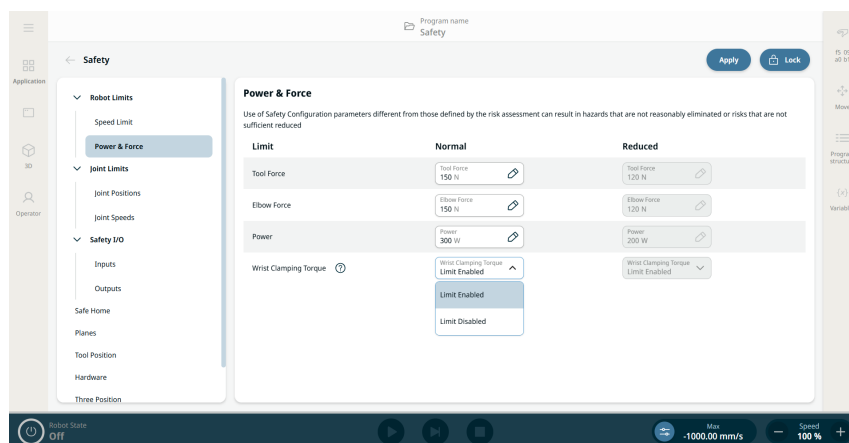 Program name
Safety
Safety
Apply
Lock
Application
3D
Operator
Robot Limits
Speed Limit
Power & Force
Joint Limits
Joint Positions
Joint Speeds
Safety I/O
Inputs
Outputs
Safe Home
Planes
Tool Position
Hardware
Three Position
Power & Force
Use of Safety Configuration parameters different from those defined by the risk assessment can result in hazards that are not reasonably eliminated or risks that are not
sufficient reduced
Limit Normal Reduced
Tool Force
Tool Force
150 N
Tool Force
120 N
Elbow Force
Elbow Force
150 N
Elbow Force
120 N
Power
Power
300 W
Power
200 W
Wrist Clamping Torque ?
Wrist Clamping Torque
Limit Enabled
Wrist Clamping Torque
Limit Enabled
Limit Enabled
Limit Disabled
Move
Progra
structu
{x}
Variabl
Robot State
Off
Max
-1000.00 mm/s
Speed
100 %